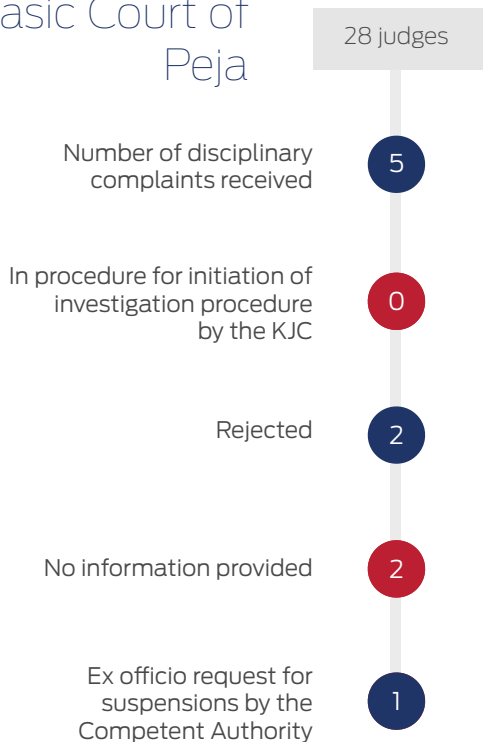 asic Court of
Peja
28 judges
Number of disciplinary
complaints received
5
In procedure for initiation of
investigation procedure
by the KJC
0
Rejected
2
No information provided
2
Ex officio request for
suspensions by the
Competent Authority
1